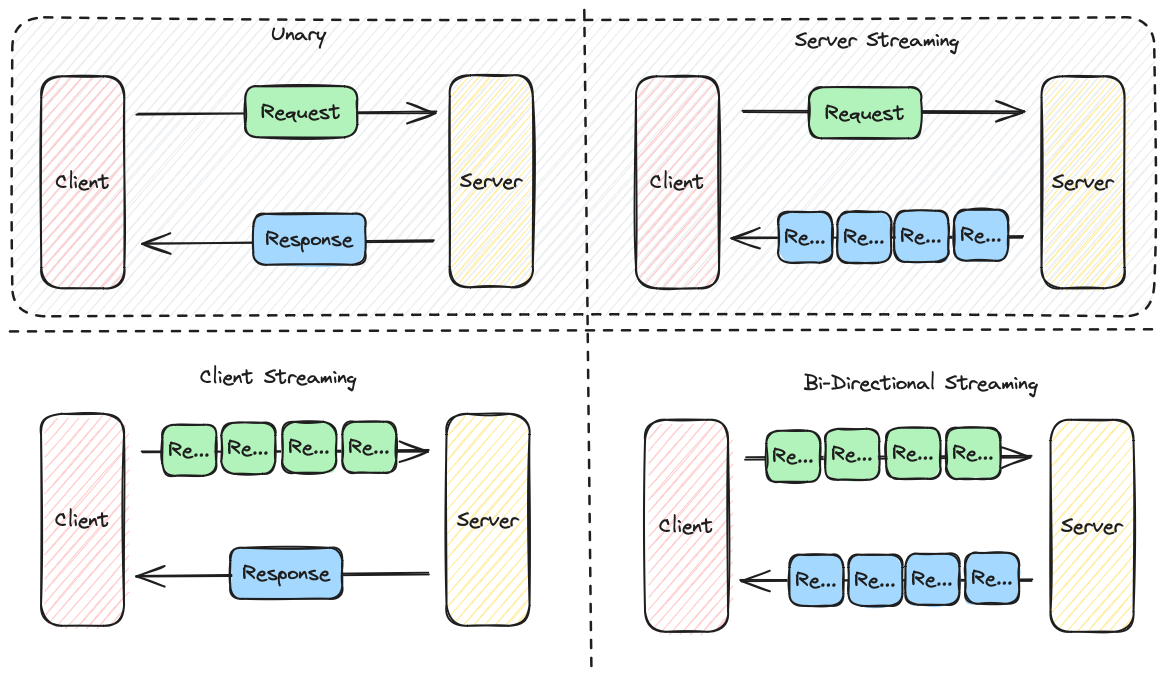 Unary
Request
Client
Server
Response
Server Streaming
Request
Client
Server
Re... Re... Re... Re...
Client Streaming
Re... Re... Re... Re...
Client
Server
Response
Bi-Directional Streaming
Re... Re... Re... Re...
Client
Server
Re... Re... Re... Re...